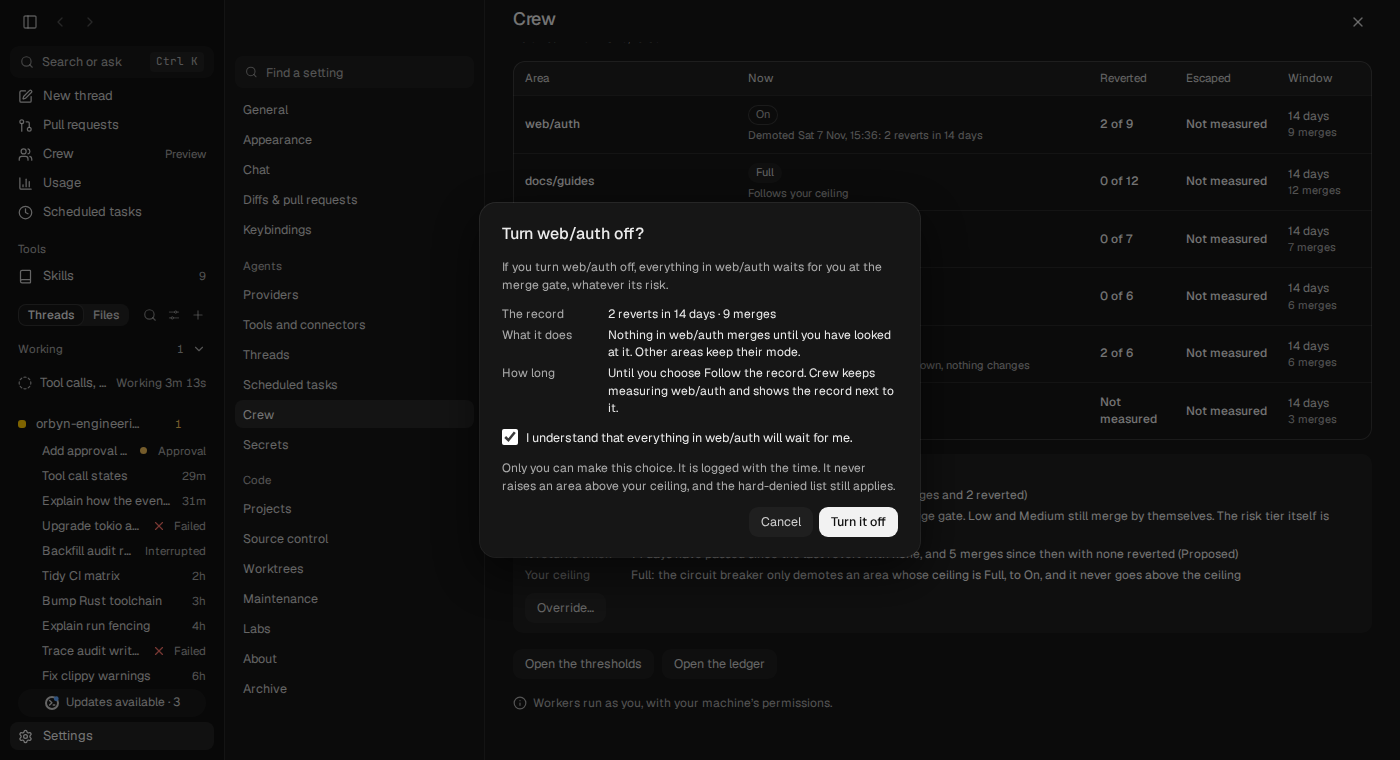 Search or ask
Ctrl K
New thread
Pull requests
Crew
Preview
Usage
Scheduled tasks
Tools
Skills
9
Threads
Files
Working
1
Tool calls, ...
Working 3m 13s
orbyn-engineeri...
1
Add approval ...
Approval
Tool call states
29m
Explain how the even...
31m
Upgrade tokio a...
Failed
Backfill audit r...
Interrupted
Tidy CI matrix
2h
Bump Rust toolchain
3h
Explain run fencing
4h
Trace audit writ...
Failed
Fix clippy warnings
6h
Updates available · 3
Settings
Find a setting
General
Appearance
Chat
Diffs & pull requests
Keybindings
Agents
Providers
Tools and connectors
Threads
Scheduled tasks
Crew
Secrets
Code
Projects
Source control
Worktrees
Maintenance
Labs
About
Archive
Crew
Area
Now
Reverted
Escaped
Window
web/auth
On
Demoted Sat 7 Nov, 15:36: 2 reverts in 14 days
2 of 9
Not measured
14 days
9 merges
docs/guides
Full
Follows your ceiling
0 of 12
Not measured
14 days
12 merges
0 of 7
Not measured
14 days
7 merges
0 of 6
Not measured
14 days
6 merges
own, nothing changes
2 of 6
Not measured
14 days
6 merges
Not
measured
Not measured
14 days
3 merges
Turn web/auth off?
If you turn web/auth off, everything in web/auth waits for you at the
merge gate, whatever its risk.
The record
2 reverts in 14 days · 9 merges
What it does
Nothing in web/auth merges until you have looked
at it. Other areas keep their mode.
How long
Until you choose Follow the record. Crew keeps
measuring web/auth and shows the record next to
it.
I understand that everything in web/auth will wait for me.
Only you can make this choice. It is logged with the time. It never
raises an area above your ceiling, and the hard-denied list still applies.
Cancel
Turn it off
ges and 2 reverted)
ge gate. Low and Medium still merge by themselves. The risk tier itself is
none, and 5 merges since then with none reverted (Proposed)
Your ceiling
Full: the circuit breaker only demotes an area whose ceiling is Full, to On, and it never goes above the ceiling
Override...
Open the thresholds
Open the ledger
Workers run as you, with your machine's permissions.